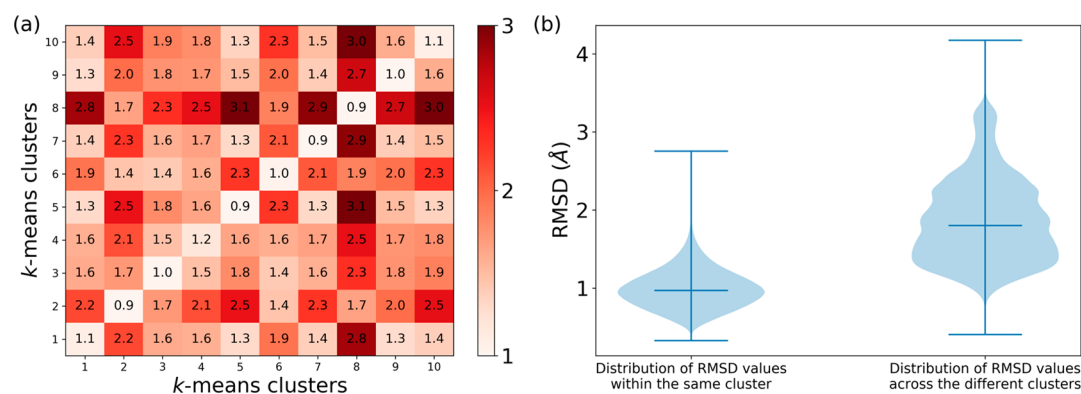 (a)
k-means clusters
10 1.4 2.5 1.9 1.8 1.3 2.3 1.5 3.0 1.6 1.1
9 1.3 2.0 1.8 1.7 1.5 2.0 1.4 2.7 1.0 1.6
8 2.8 1.7 2.3 2.5 3.1 1.9 2.9 0.9 2.7 3.0
7 1.4 2.3 1.6 1.7 1.3 2.1 0.9 2.9 1.4 1.5
6 1.9 1.4 1.4 1.6 2.3 1.0 2.1 1.9 2.0 2.3
5 1.3 2.5 1.8 1.6 0.9 2.3 1.3 3.1 1.5 1.3
4 1.6 2.1 1.5 1.2 1.6 1.6 1.7 2.5 1.7 1.8
3 1.6 1.7 1.0 1.5 1.8 1.4 1.6 2.3 1.8 1.9
2 2.2 0.9 1.7 2.1 2.5 1.4 2.3 1.7 2.0 2.5
1 1.1 2.2 1.6 1.6 1.3 1.9 1.4 2.8 1.3 1.4
1 2 3 4 5 6 7 8 9 10
k-means clusters
3
2
1
(b)
RMSD (Å)
4
3
2
1
Distribution of RMSD values
within the same cluster
Distribution of RMSD values
across the different clusters